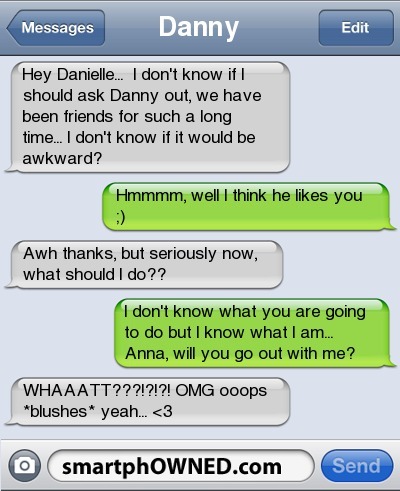 Messages
Danny
Edit
Hey Danielle... I don't know if I
should ask Danny out, we have
been friends for such a long
time... I don't know if it would be
awkward?
Hmmmm, well I think he likes you
;)
Awh thanks, but seriously now,
what should I do??
I don't know what you are going
to do but I know what I am...
Anna, will you go out with me?
WHAAATT???!?!?! OMG ooops
*blushes* yeah... <3
smartphOWNED.com
Send